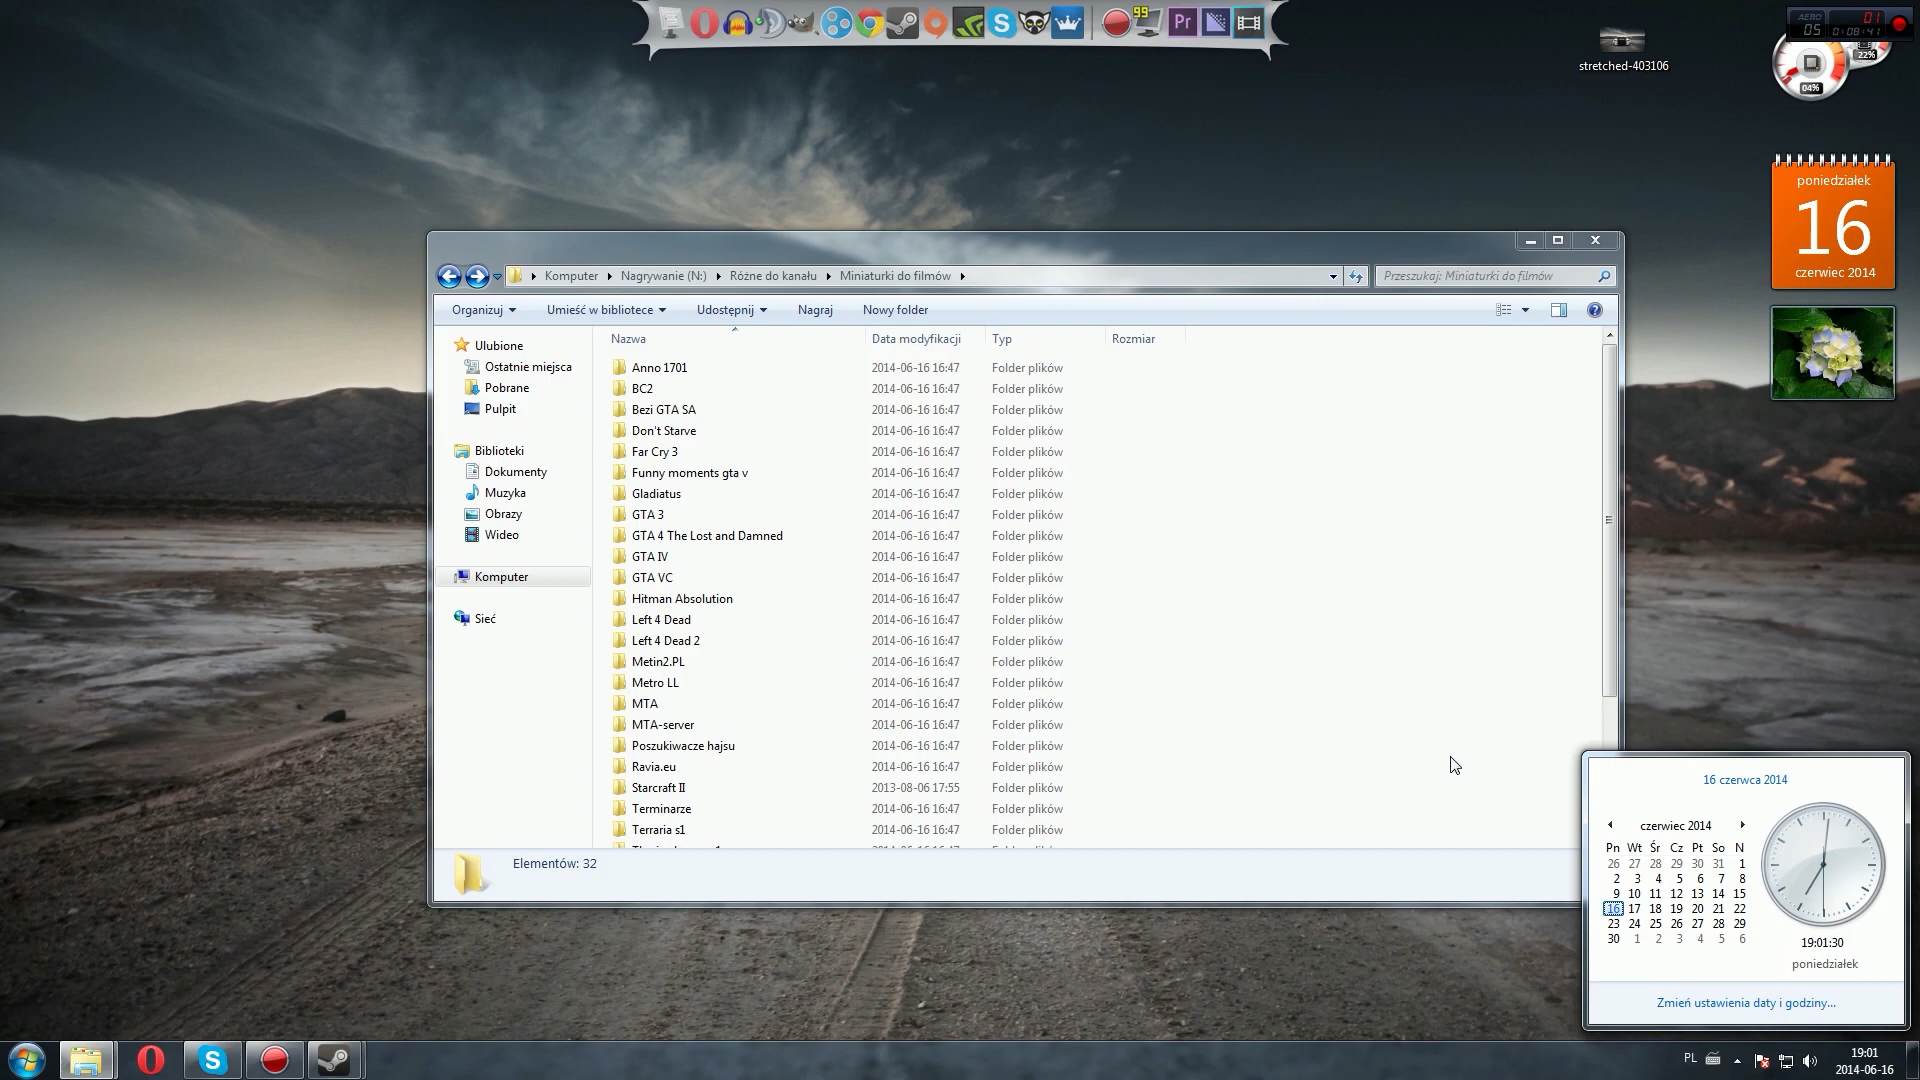 99
Pr
stretched-403106
AERO
05
01
0:08:41
22%
04%
poniedziałek
16
czerwiec 2014
Komputer
Nagrywanie (N:)
Różne do kanału
Miniaturki do filmów
Przeszukaj: Miniaturki do filmów
Organizuj
Umieść w bibliotece
Udostępnij
Nagraj
Nowy folder
Nazwa
Data modyfikacji
Typ
Rozmiar
Ulubione
Ostatnie miejsca
Pobrane
Pulpit
Biblioteki
Dokumenty
Muzyka
Obrazy
Wideo
Komputer
Sieć
Anno 1701 2014-06-16 16:47 Folder plików
BC2 2014-06-16 16:47 Folder plików
Bezi GTA SA 2014-06-16 16:47 Folder plików
Don't Starve 2014-06-16 16:47 Folder plików
Far Cry 3 2014-06-16 16:47 Folder plików
Funny moments gta v 2014-06-16 16:47 Folder plików
Gladiatus 2014-06-16 16:47 Folder plików
GTA 3 2014-06-16 16:47 Folder plików
GTA 4 The Lost and Damned 2014-06-16 16:47 Folder plików
GTA IV 2014-06-16 16:47 Folder plików
GTA VC 2014-06-16 16:47 Folder plików
Hitman Absolution 2014-06-16 16:47 Folder plików
Left 4 Dead 2014-06-16 16:47 Folder plików
Left 4 Dead 2 2014-06-16 16:47 Folder plików
Metin2.PL 2014-06-16 16:47 Folder plików
Metro LL 2014-06-16 16:47 Folder plików
MTA 2014-06-16 16:47 Folder plików
MTA-server 2014-06-16 16:47 Folder plików
Poszukiwacze hajsu 2014-06-16 16:47 Folder plików
Ravia.eu 2014-06-16 16:47 Folder plików
Starcraft II 2013-08-06 17:55 Folder plików
Terminarze 2014-06-16 16:47 Folder plików
Terraria s1 2014-06-16 16:47 Folder plików
Elementów: 32
16 czerwca 2014
czerwiec 2014
Pn Wt Śr Cz Pt So N
26 27 28 29 30 31 1
2 3 4 5 6 7 8
9 10 11 12 13 14 15
16 17 18 19 20 21 22
23 24 25 26 27 28 29
30 1 2 3 4 5 6
19:01:30
poniedziałek
Zmień ustawienia daty i godziny...
PL
19:01
2014-06-16